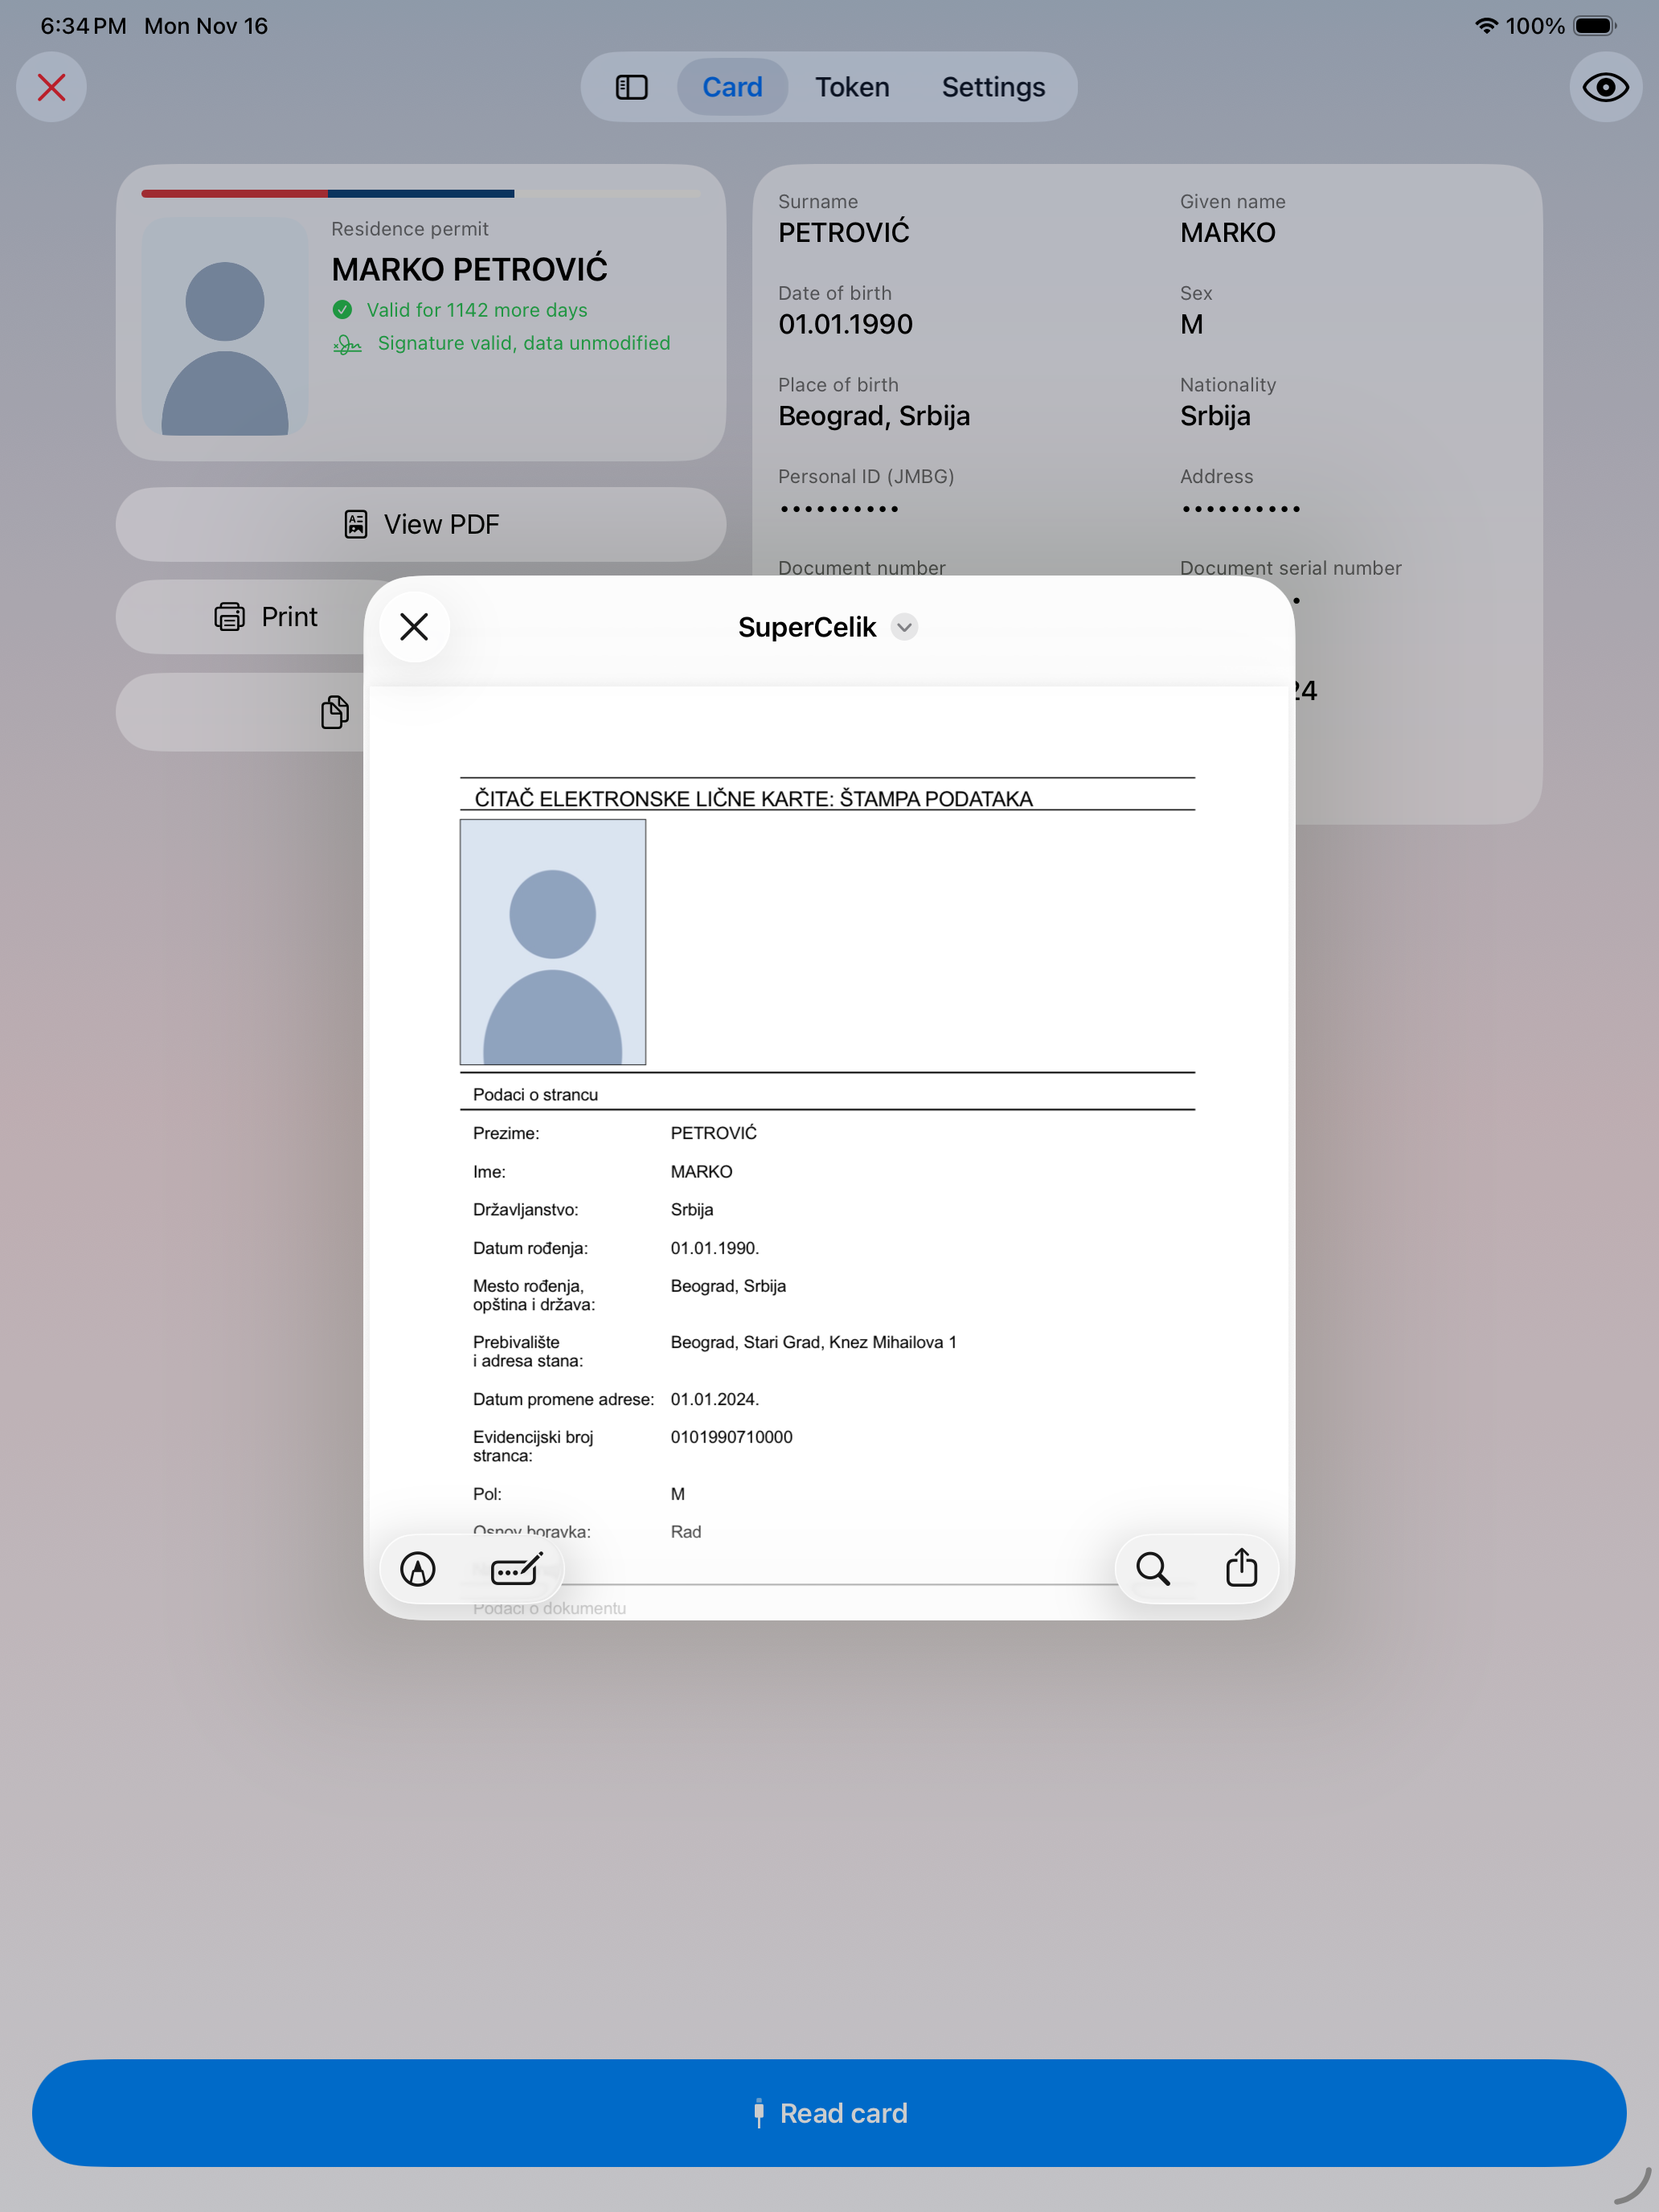 6:34 PM Mon Nov 16
100%
Card Token Settings
Residence permit
MARKO PETROVIĆ
Valid for 1142 more days
Signature valid, data unmodified
View PDF
Print
Surname
PETROVIĆ
Given name
MARKO
Date of birth
01.01.1990
Sex
M
Place of birth
Beograd, Srbija
Nationality
Srbija
Personal ID (JMBG)
••••••••••
Address
••••••••••
Document number
Document serial number
24
SuperCelik
ČITAČ ELEKTRONSKE LIČNE KARTE: ŠTAMPA PODATAKA
Podaci o strancu
Prezime: PETROVIĆ
Ime: MARKO
Državljanstvo: Srbija
Datum rođenja: 01.01.1990.
Mesto rođenja, Beograd, Srbija
opština i država:
Prebivalište Beograd, Stari Grad, Knez Mihailova 1
i adresa stana:
Datum promene adrese: 01.01.2024.
Evidencijski broj 0101990710000
stranca:
Pol: M
Osnov boravka: Rad
Podaci o dokumentu
Read card